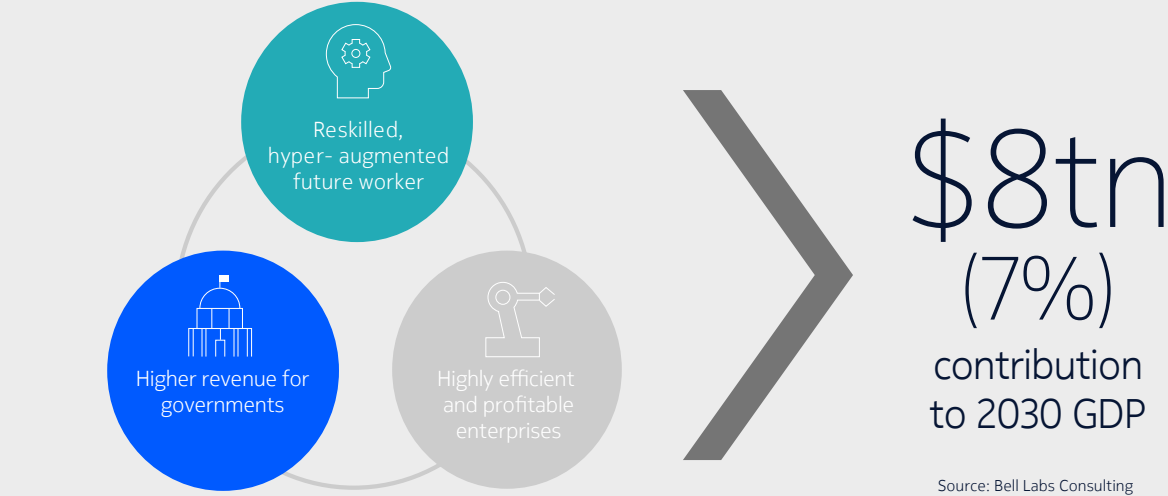 Reskilled,
hyper- augmented
future worker
Higher revenue for
governments
Highly efficient
and profitable
enterprises
$8tn
(7%)
contribution
to 2030 GDP
Source: Bell Labs Consulting